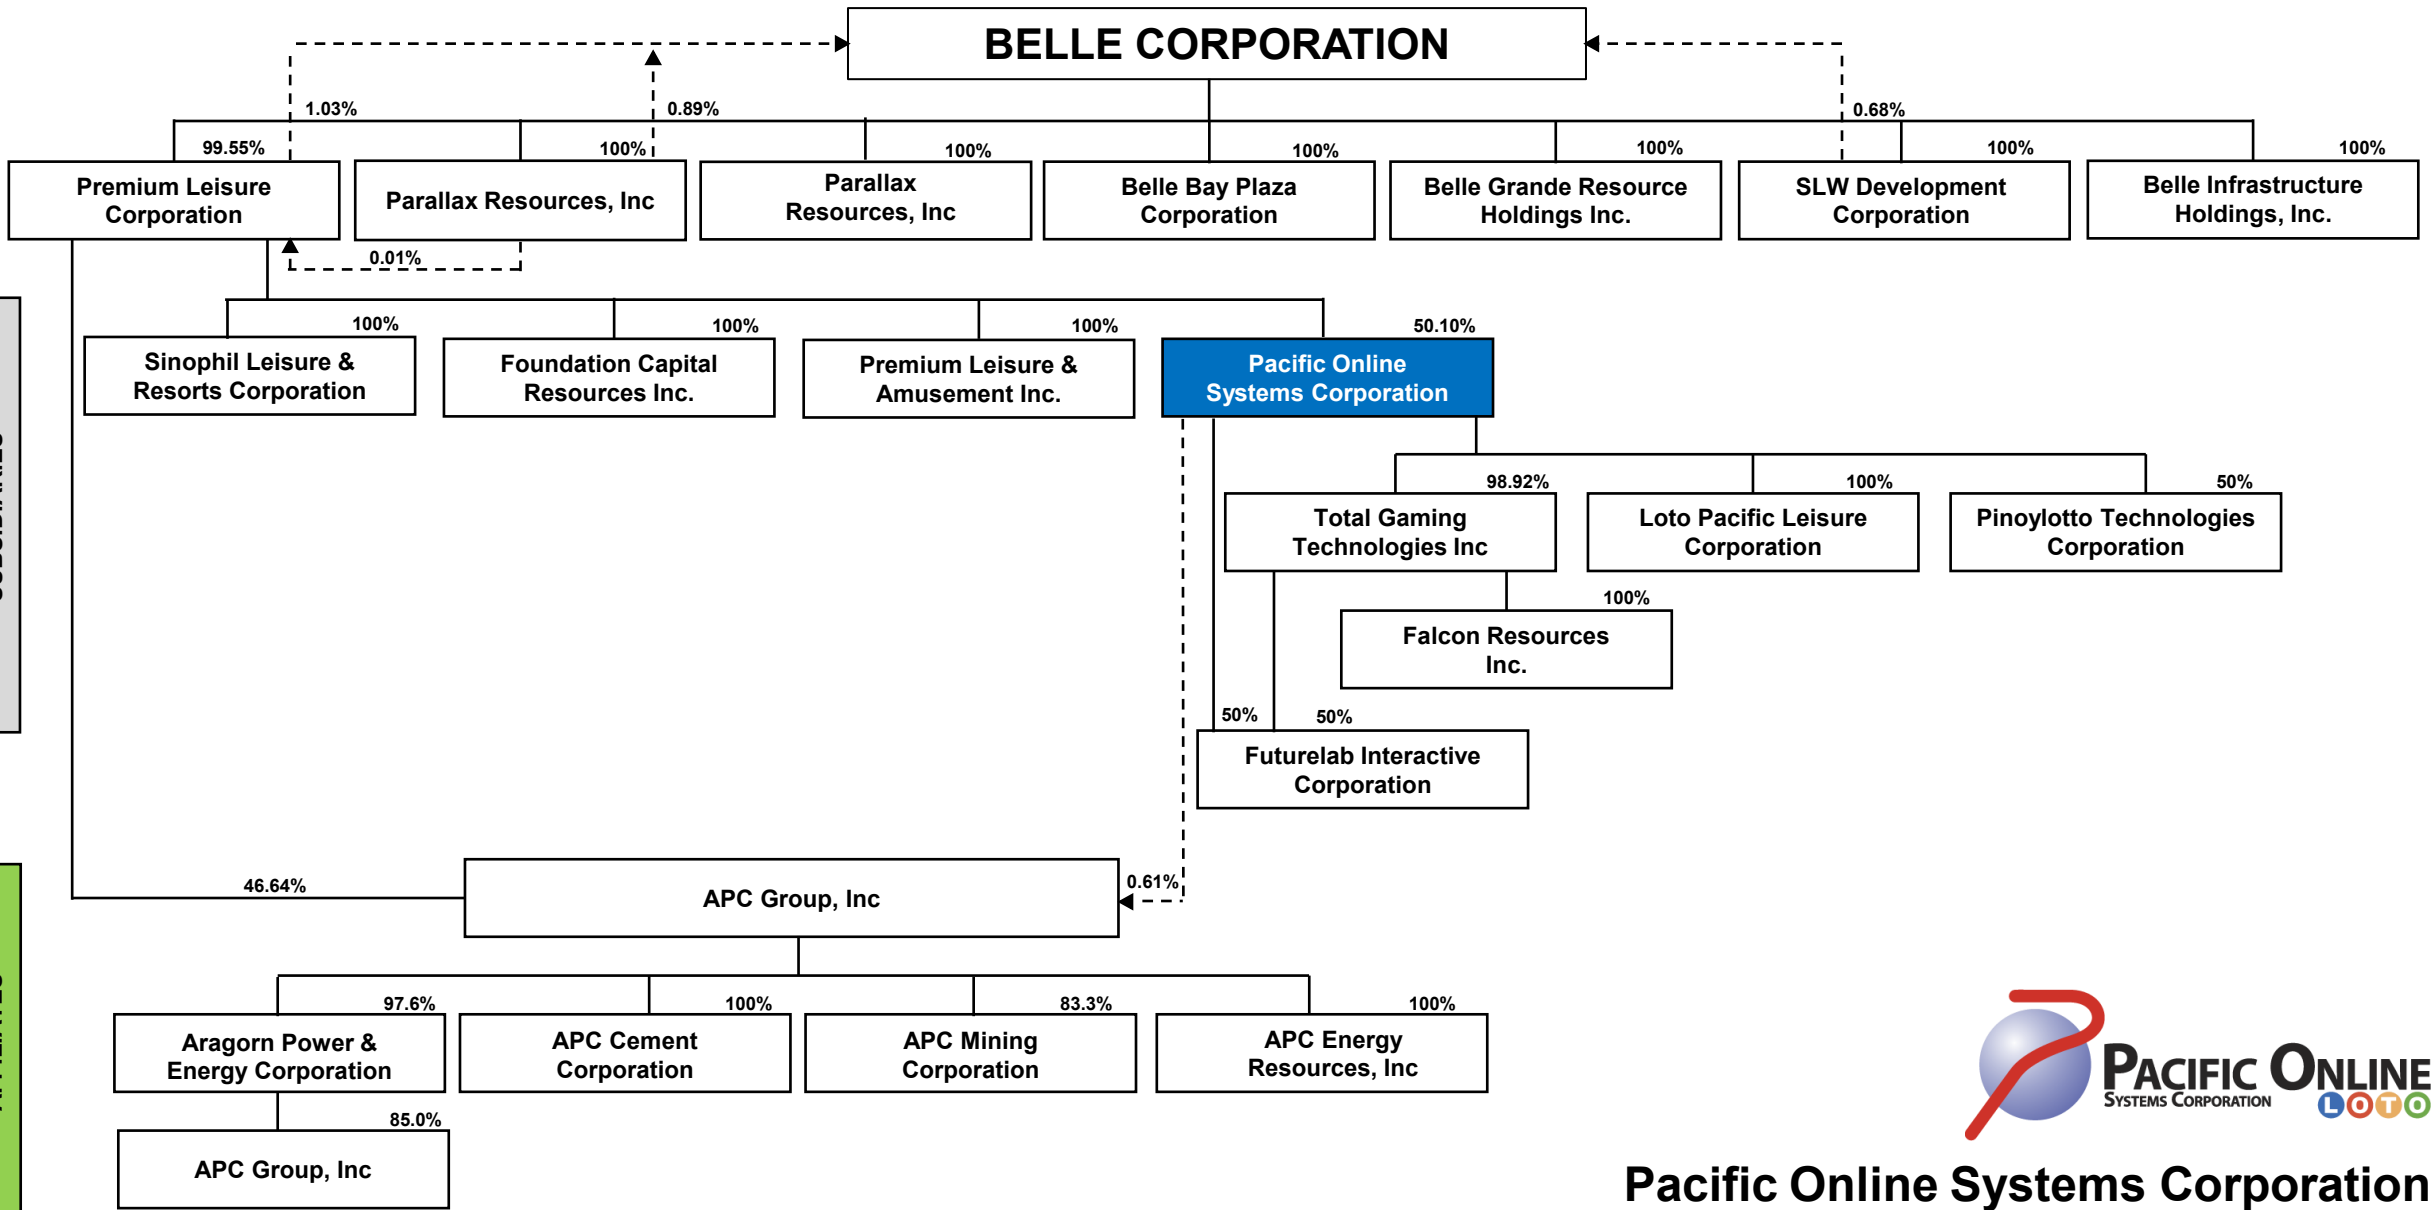 BELLE CORPORATION
1.03%
0.89%
0.68%
99.55%
100%
100%
100%
100%
100%
100%
Premium Leisure
Corporation
Parallax Resources, Inc
Parallax
Resources, Inc
Belle Bay Plaza
Corporation
Belle Grande Resource
Holdings Inc.
SLW Development
Corporation
Belle Infrastructure
Holdings, Inc.
0.01%
100%
100%
100%
50.10%
Sinophil Leisure &
Resorts Corporation
Foundation Capital
Resources Inc.
Premium Leisure &
Amusement Inc.
Pacific Online
Systems Corporation
98.92%
100%
50%
Total Gaming
Technologies Inc
Loto Pacific Leisure
Corporation
Pinoylotto Technologies
Corporation
100%
Falcon Resources
Inc.
50%
50%
Futurelab Interactive
Corporation
46.64%
APC Group, Inc
0.61%
97.6%
100%
83.3%
100%
Aragorn Power &
Energy Corporation
APC Cement
Corporation
APC Mining
Corporation
APC Energy
Resources, Inc
85.0%
APC Group, Inc
PACIFIC ONLINE
SYSTEMS CORPORATION
LOTO
Pacific Online Systems Corporation